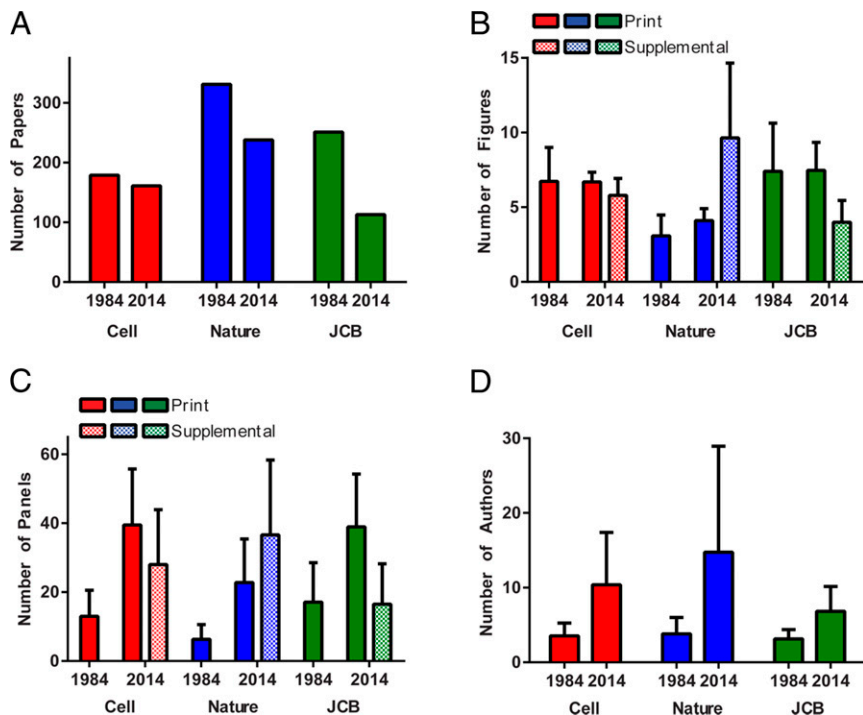 A
Number of Papers
300
200
100
0
1984 2014 1984 2014 1984 2014
Cell Nature JCB
B
Print
Supplemental
Number of Figures
15
10
5
0
1984 2014 1984 2014 1984 2014
Cell Nature JCB
C
Print
Supplemental
Number of Panels
60
40
20
0
1984 2014 1984 2014 1984 2014
Cell Nature JCB
D
Number of Authors
30
20
10
0
1984 2014 1984 2014 1984 2014
Cell Nature JCB